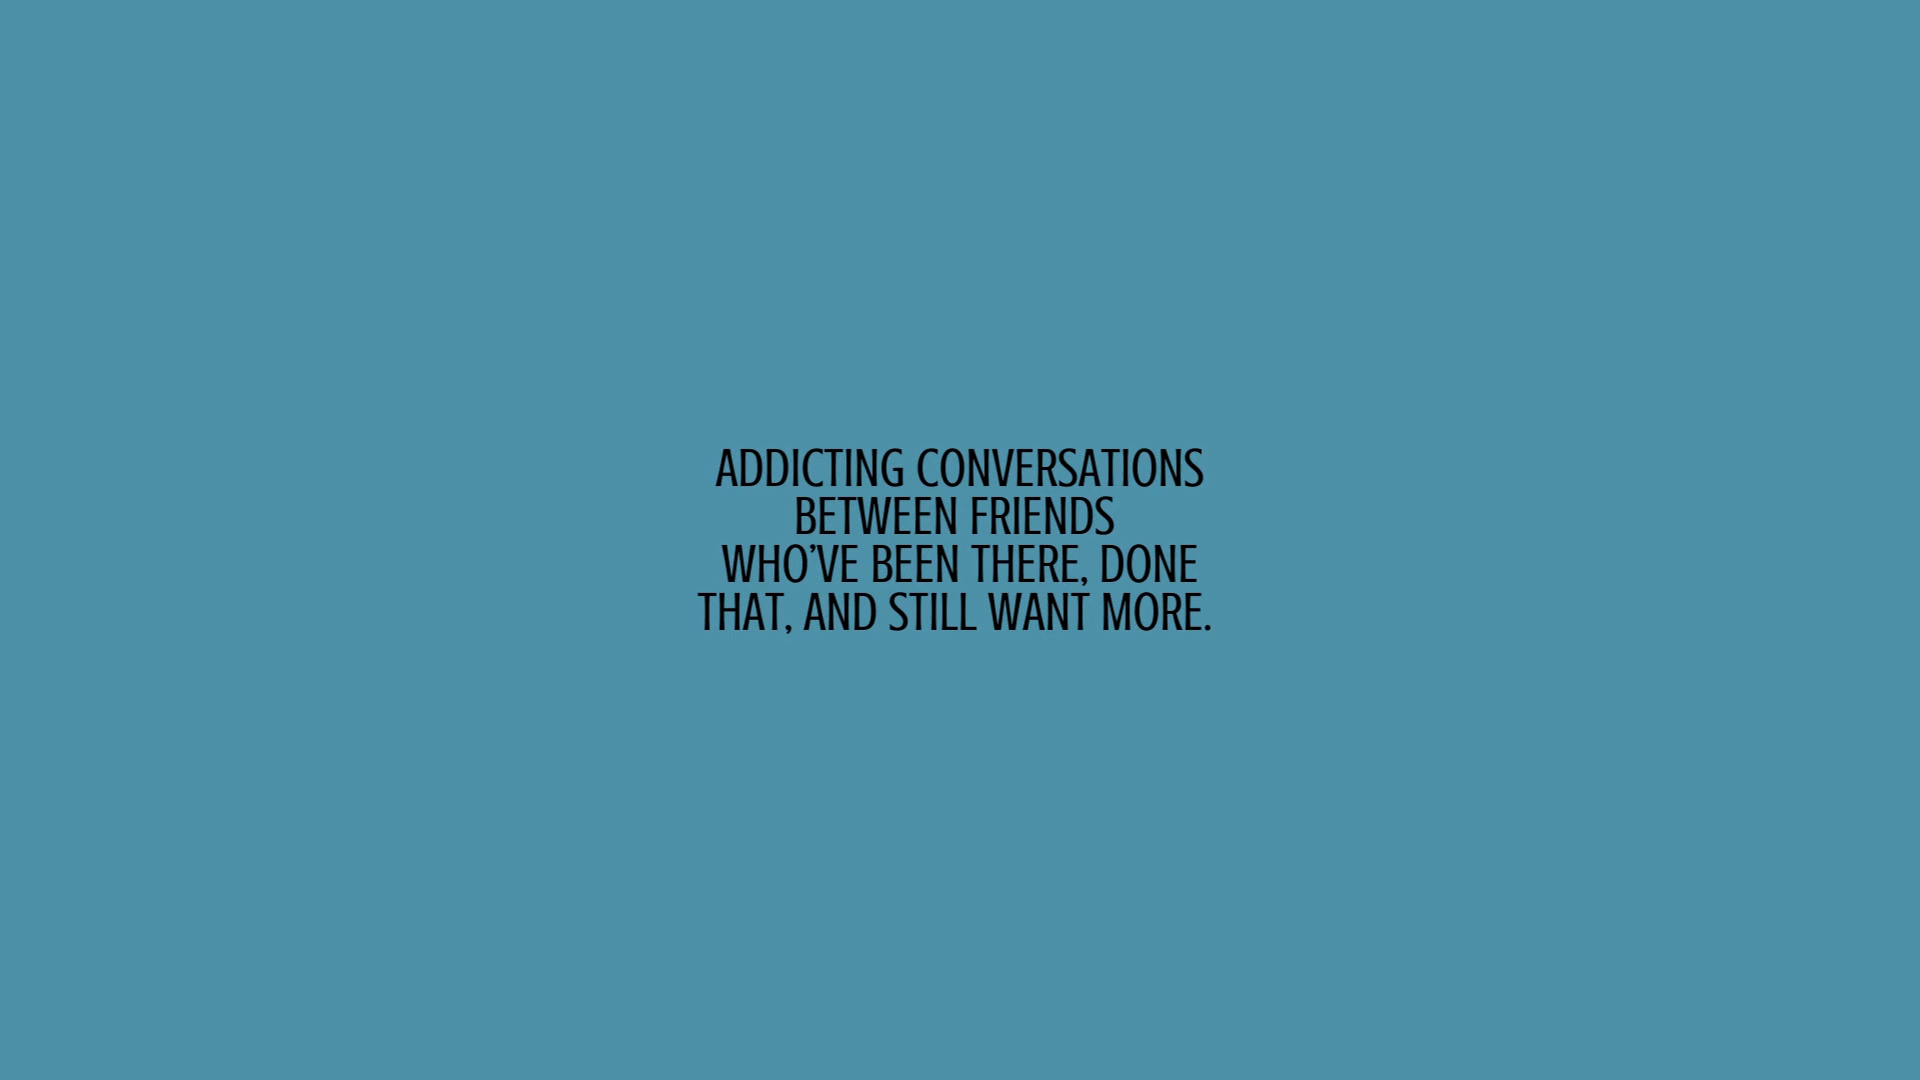 ADDICTING CONVERSATIONS
BETWEEN FRIENDS
WHO’VE BEEN THERE, DONE
THAT, AND STILL WANT MORE.